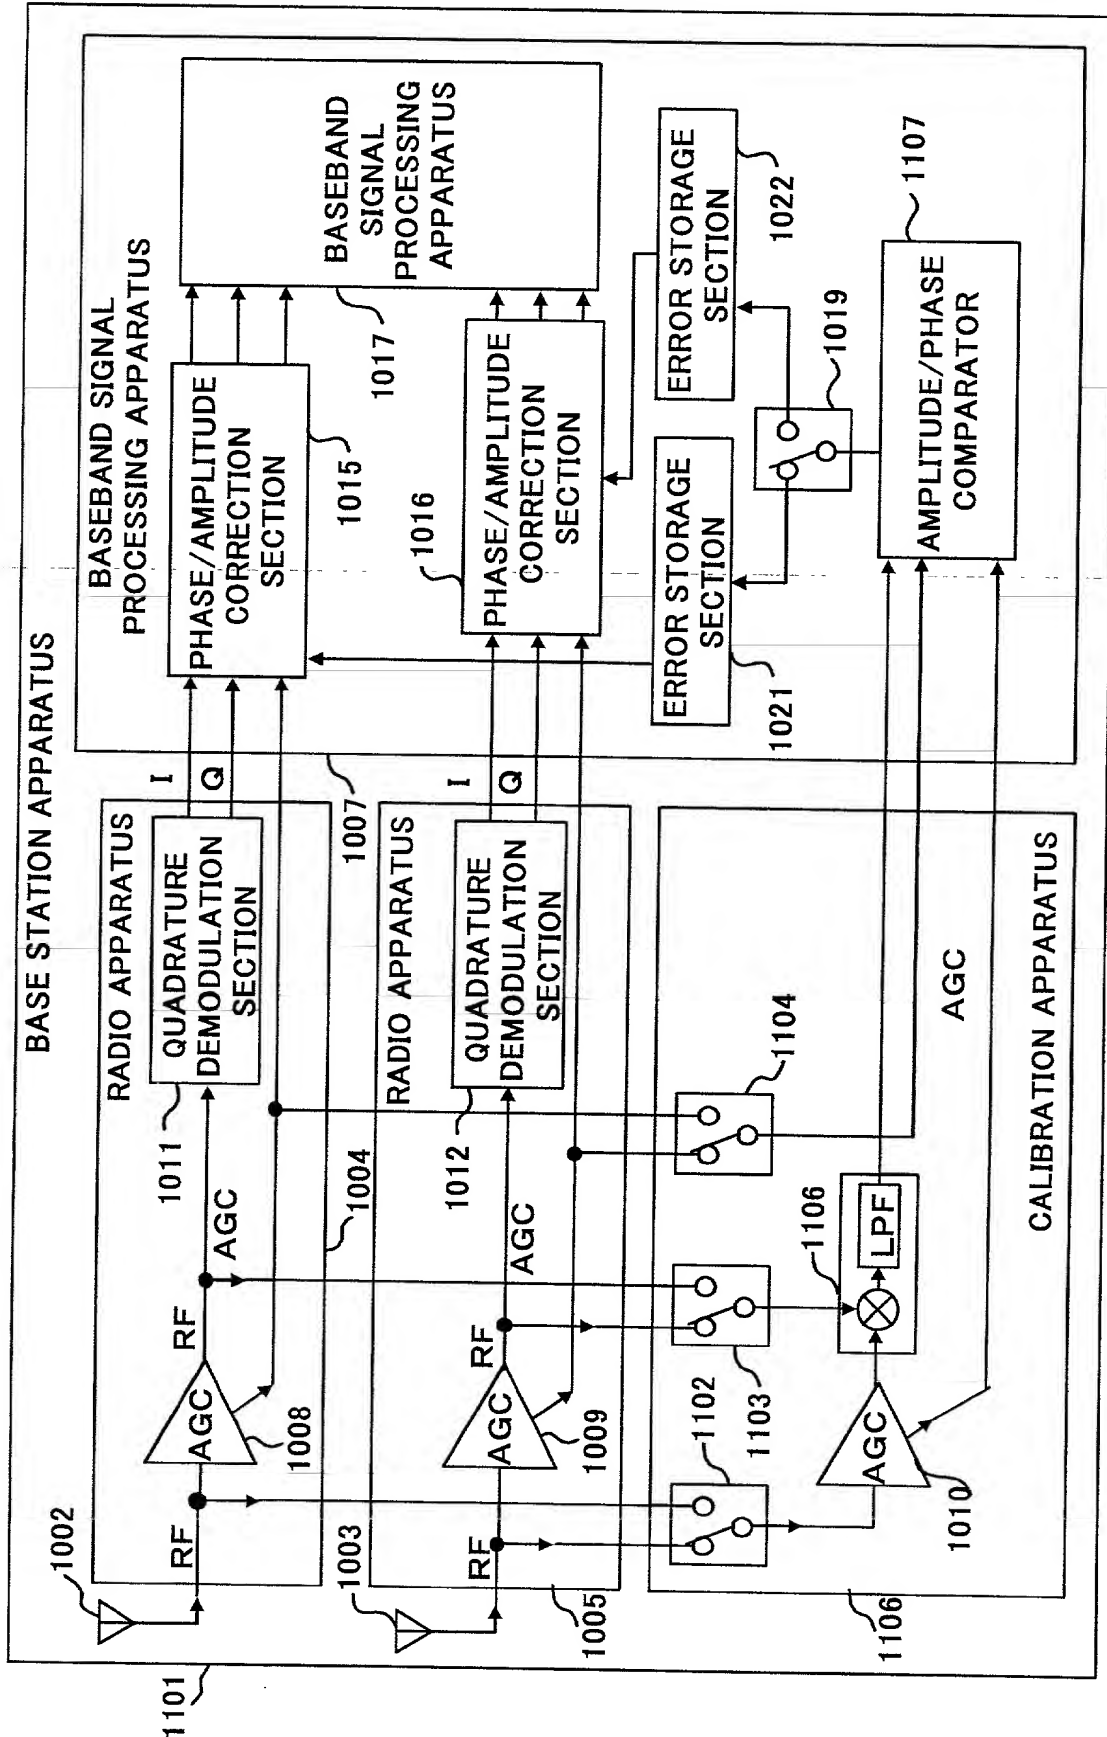 BASE STATION APPARATUS
1101
1002
RF
RADIO APPARATUS
AGC
1008
RF
AGC
1004
QUADRATURE
DEMODULATION
SECTION
1011
I
Q
BASEBAND SIGNAL
PROCESSING APPARATUS
1007
PHASE/AMPLITUDE
CORRECTION
SECTION
1015
BASEBAND
SIGNAL
PROCESSING
APPARATUS
1017
1003
RF
RADIO APPARATUS
1005
AGC
1009
RF
AGC
QUADRATURE
DEMODULATION
SECTION
1012
I
Q
PHASE/AMPLITUDE
CORRECTION
SECTION
1016
ERROR STORAGE
SECTION
1021
ERROR STORAGE
SECTION
1022
1019
AMPLITUDE/PHASE
COMPARATOR
1107
1102
1103
1104
AGC
1010
1106
LPF
AGC
CALIBRATION APPARATUS
1106